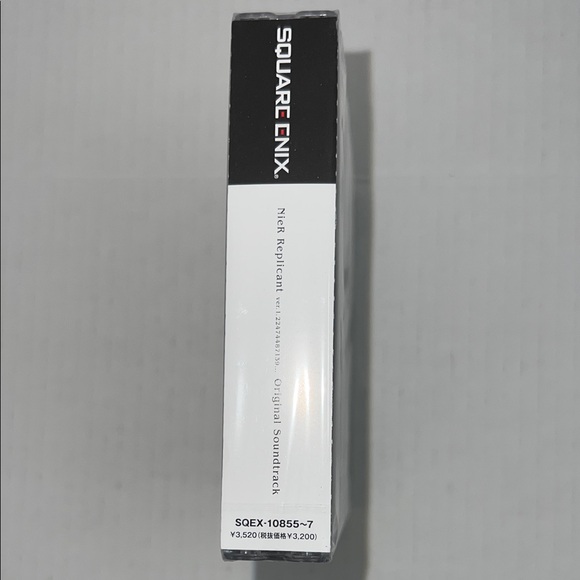 SQUARE ENIX®
NieR Replicant ver.1.22474487139... Original Soundtrack
SQEX-10855~7
¥3,520(税抜価格¥3,200)